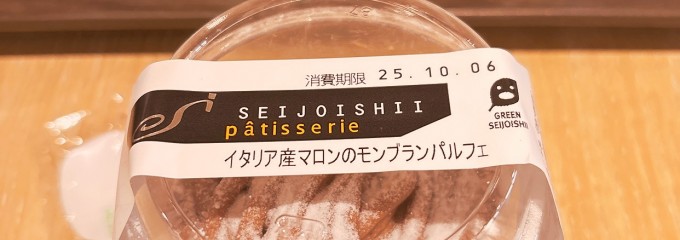 消費期限 25.10.06
esi
SEIJOISHII
pâtisserie
GREEN
SEIJOISHII
イタリア産マロンのモンブランパルフェ